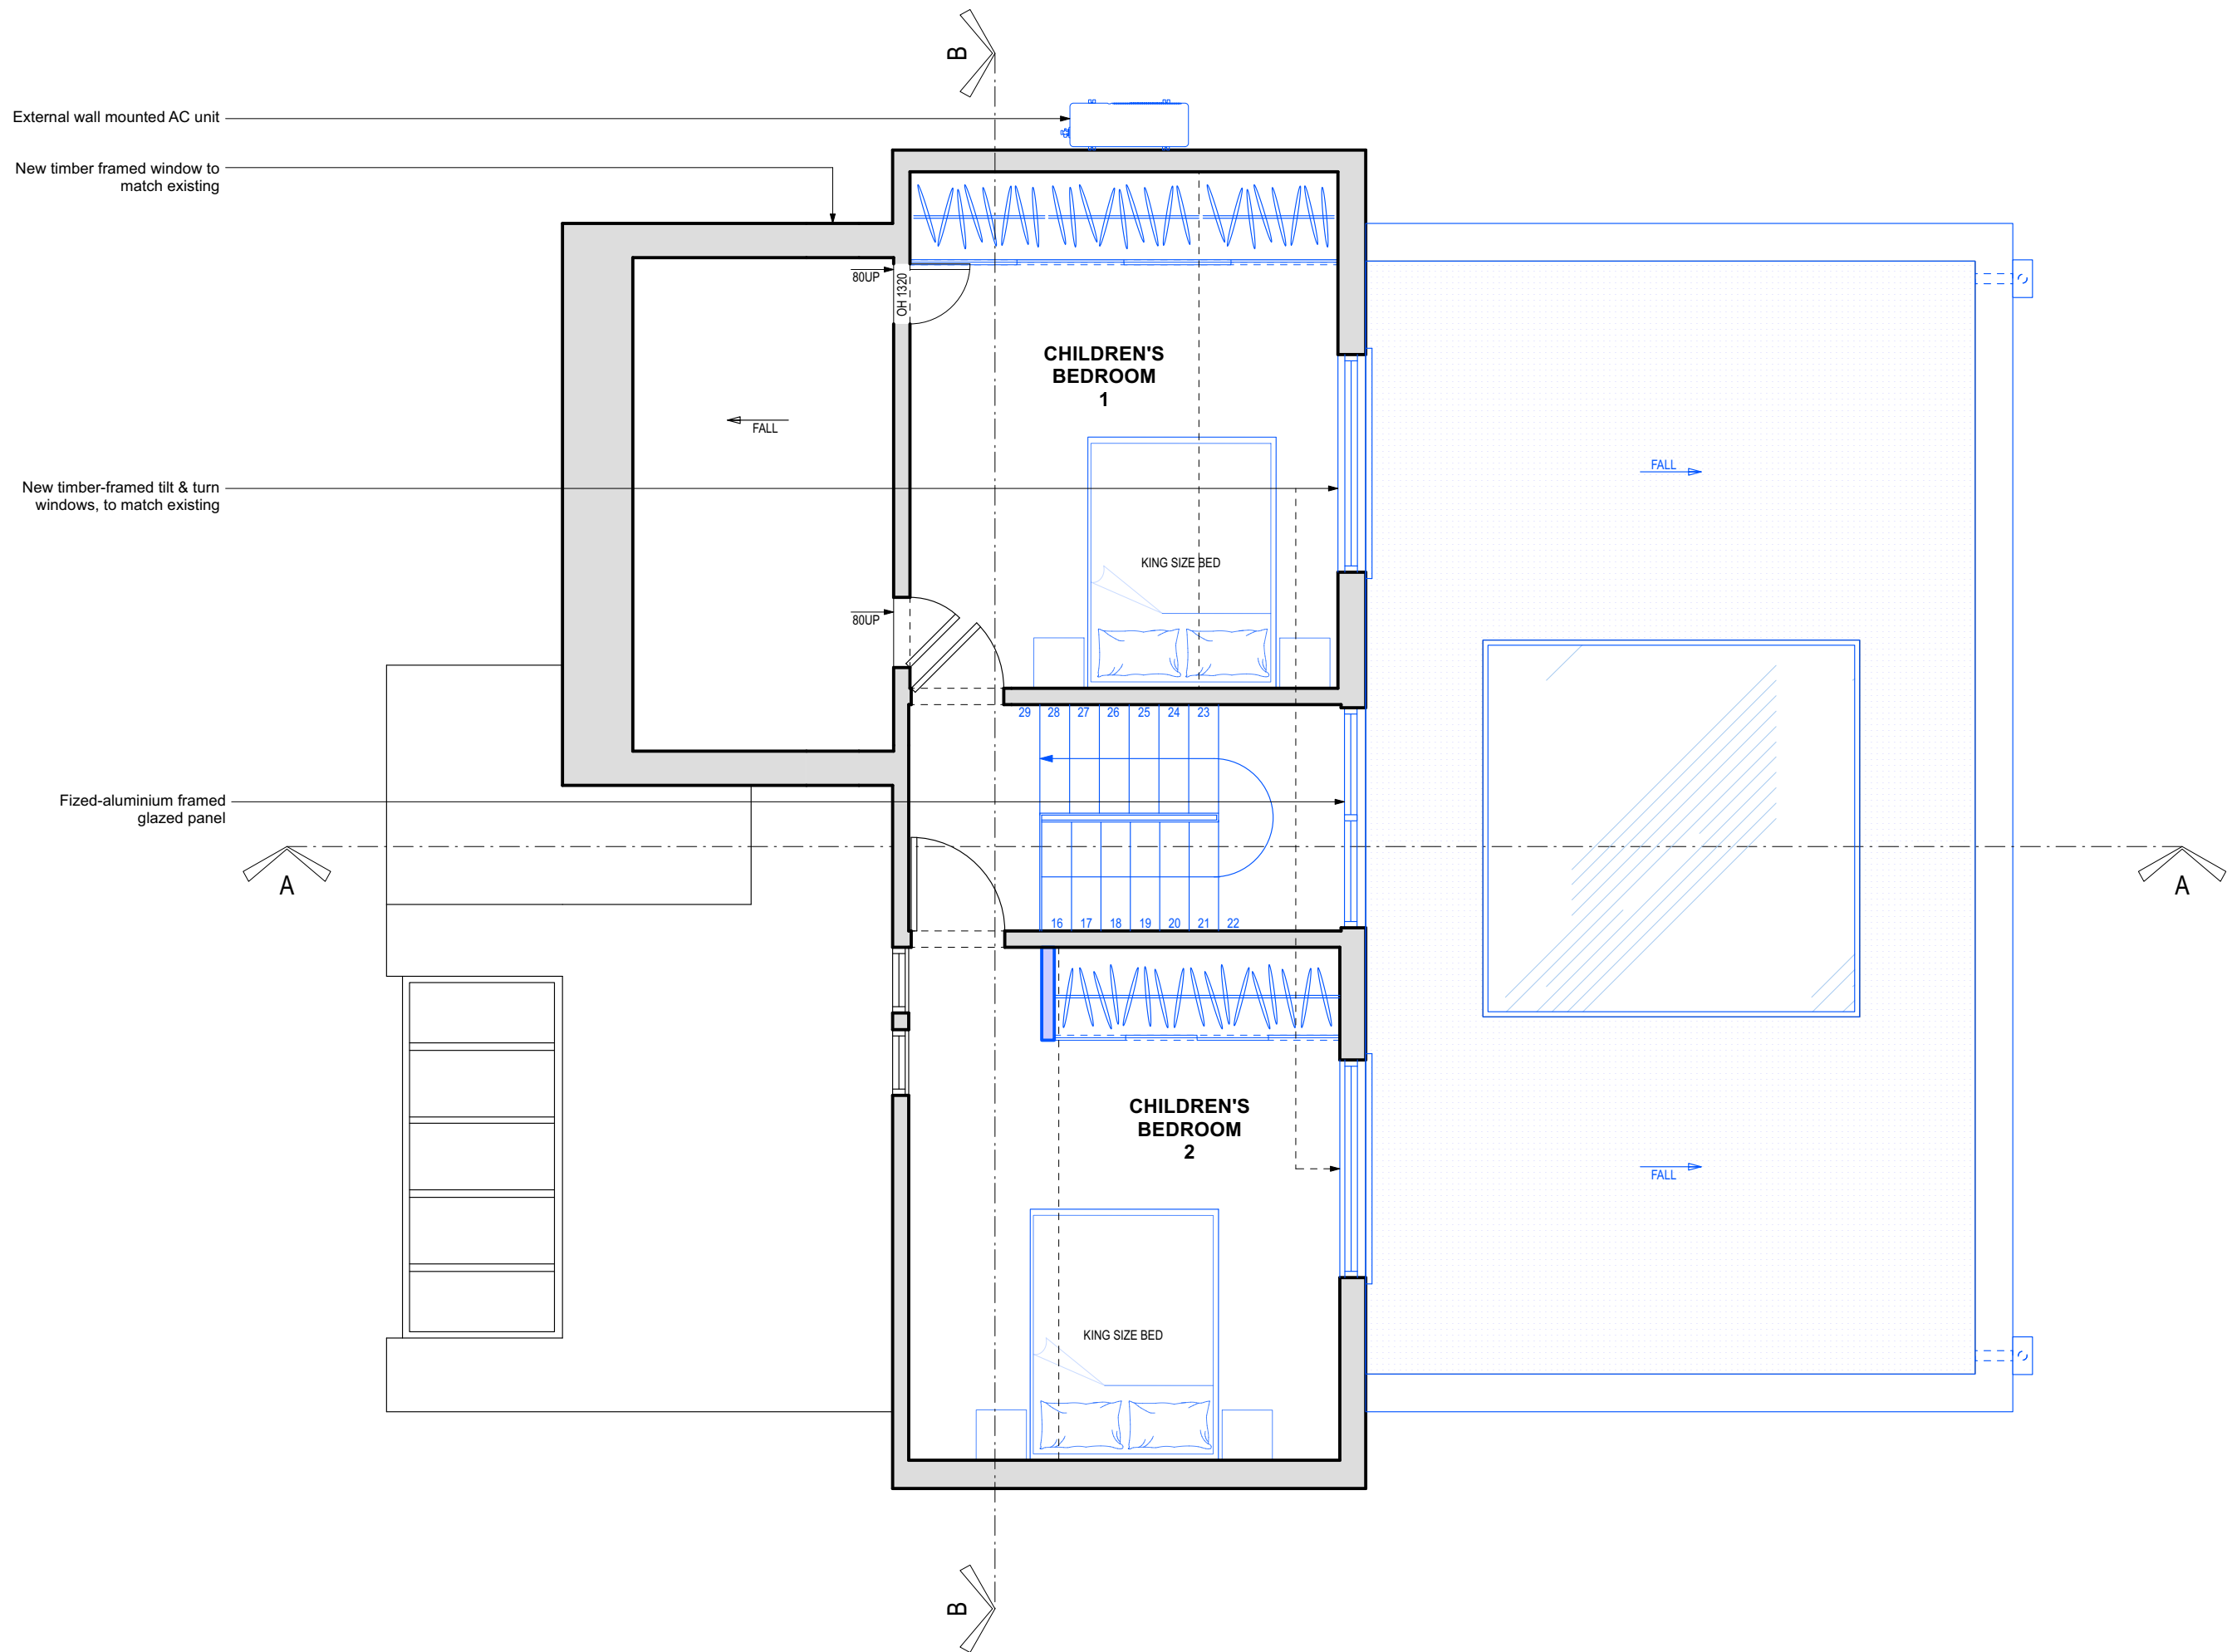 B
External wall mounted AC unit
New timber framed window to
match existing
80UP
OH 1320
CHILDREN'S
BEDROOM
1
FALL
FALL
New timber-framed tilt & turn
windows, to match existing
KING SIZE BED
80UP
29 28 27 26 25 24 23
Fized-aluminium framed
glazed panel
A
A
16 17 18 19 20 21 22
CHILDREN'S
BEDROOM
2
FALL
KING SIZE BED
B